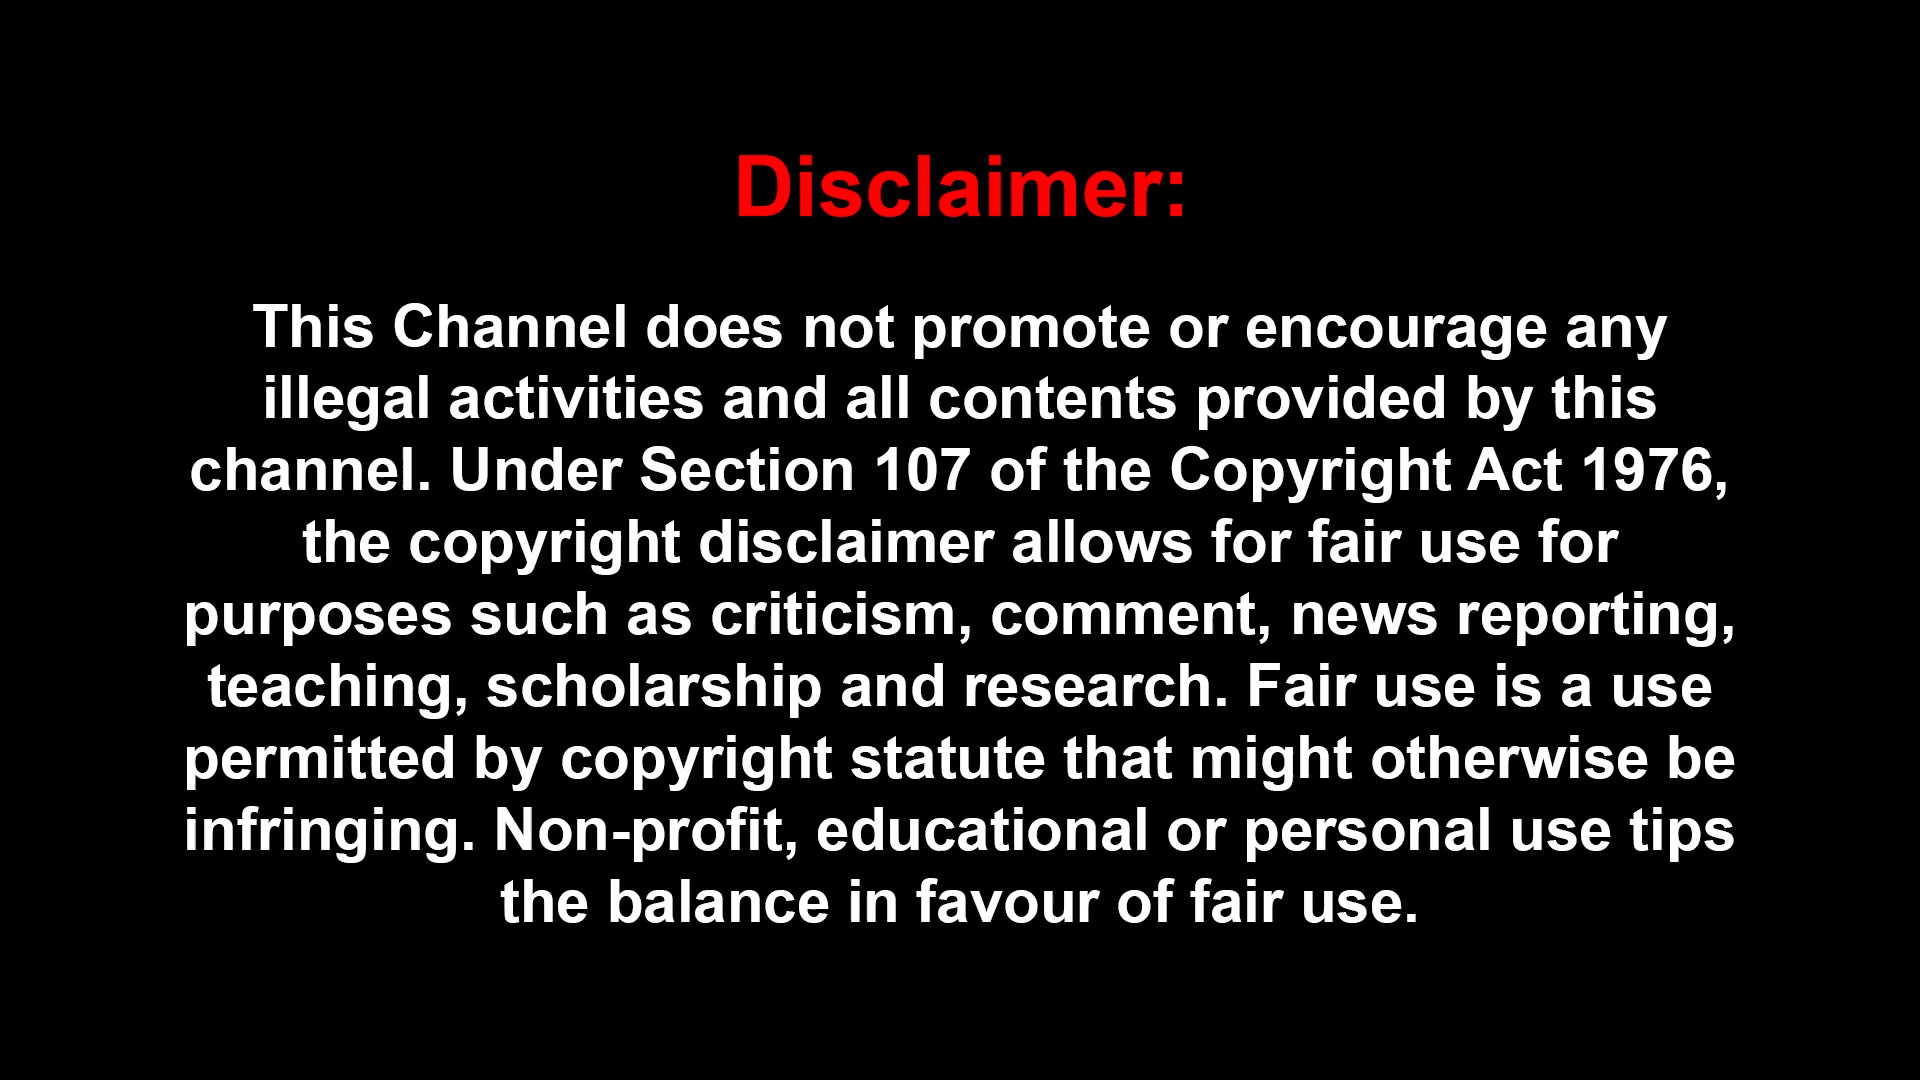 Disclaimer:
This Channel does not promote or encourage any
illegal activities and all contents provided by this
channel. Under Section 107 of the Copyright Act 1976,
the copyright disclaimer allows for fair use for
purposes such as criticism, comment, news reporting,
teaching, scholarship and research. Fair use is a use
permitted by copyright statute that might otherwise be
infringing. Non-profit, educational or personal use tips
the balance in favour of fair use.